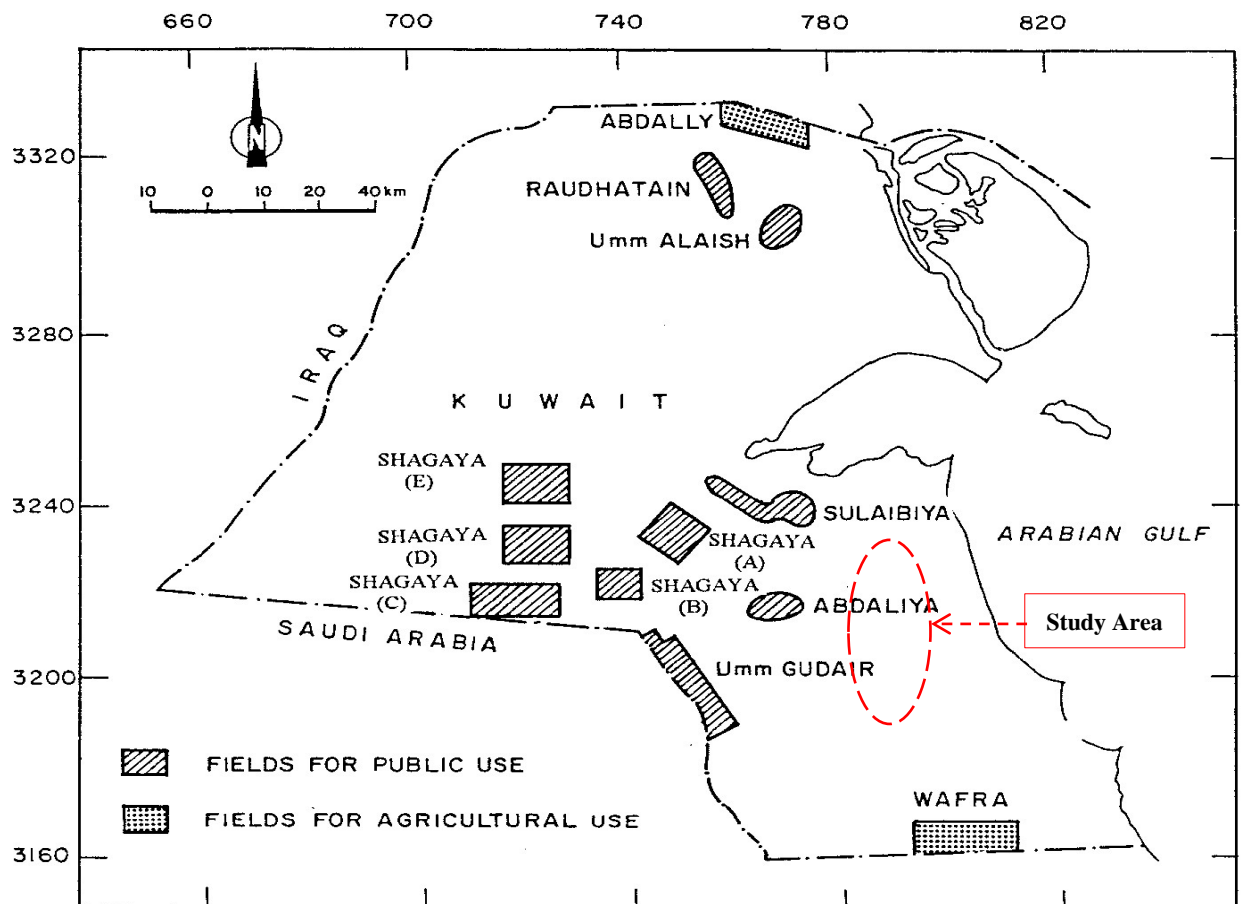 660 700 740 780 820
3320
3280
3240
3200
3160
N
10 0 10 20 40 km
ABDALLY
RAUDHATAIN
Umm ALAISH
IRAQ
KUWAIT
SHAGAYA
(E)
SULAIBIYA
ARABIAN GULF
SHAGAYA
(D)
SHAGAYA
(A)
SHAGAYA
(C)
SHAGAYA
(B)
ABDALIYA
Study Area
SAUDI ARABIA
Umm GUDAIR
FIELDS FOR PUBLIC USE
WAFRA
FIELDS FOR AGRICULTURAL USE